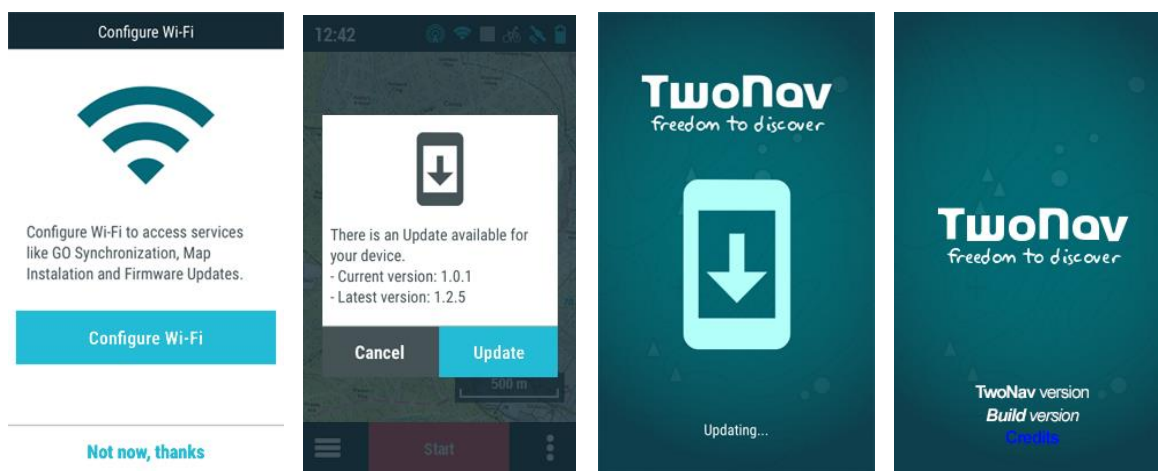 Configure Wi-Fi
Configure Wi-Fi to access services
like GO Synchronization, Map
Instalation and Firmware Updates.
Configure Wi-Fi
Not now, thanks
12:42
There is an Update available for
your device.
- Current version: 1.0.1
- Latest version: 1.2.5
Cancel
Update
500 m
Start
TwoNav
freedom to discover
Updating...
TwoNav
freedom to discover
TwoNav version
Build version
Credits